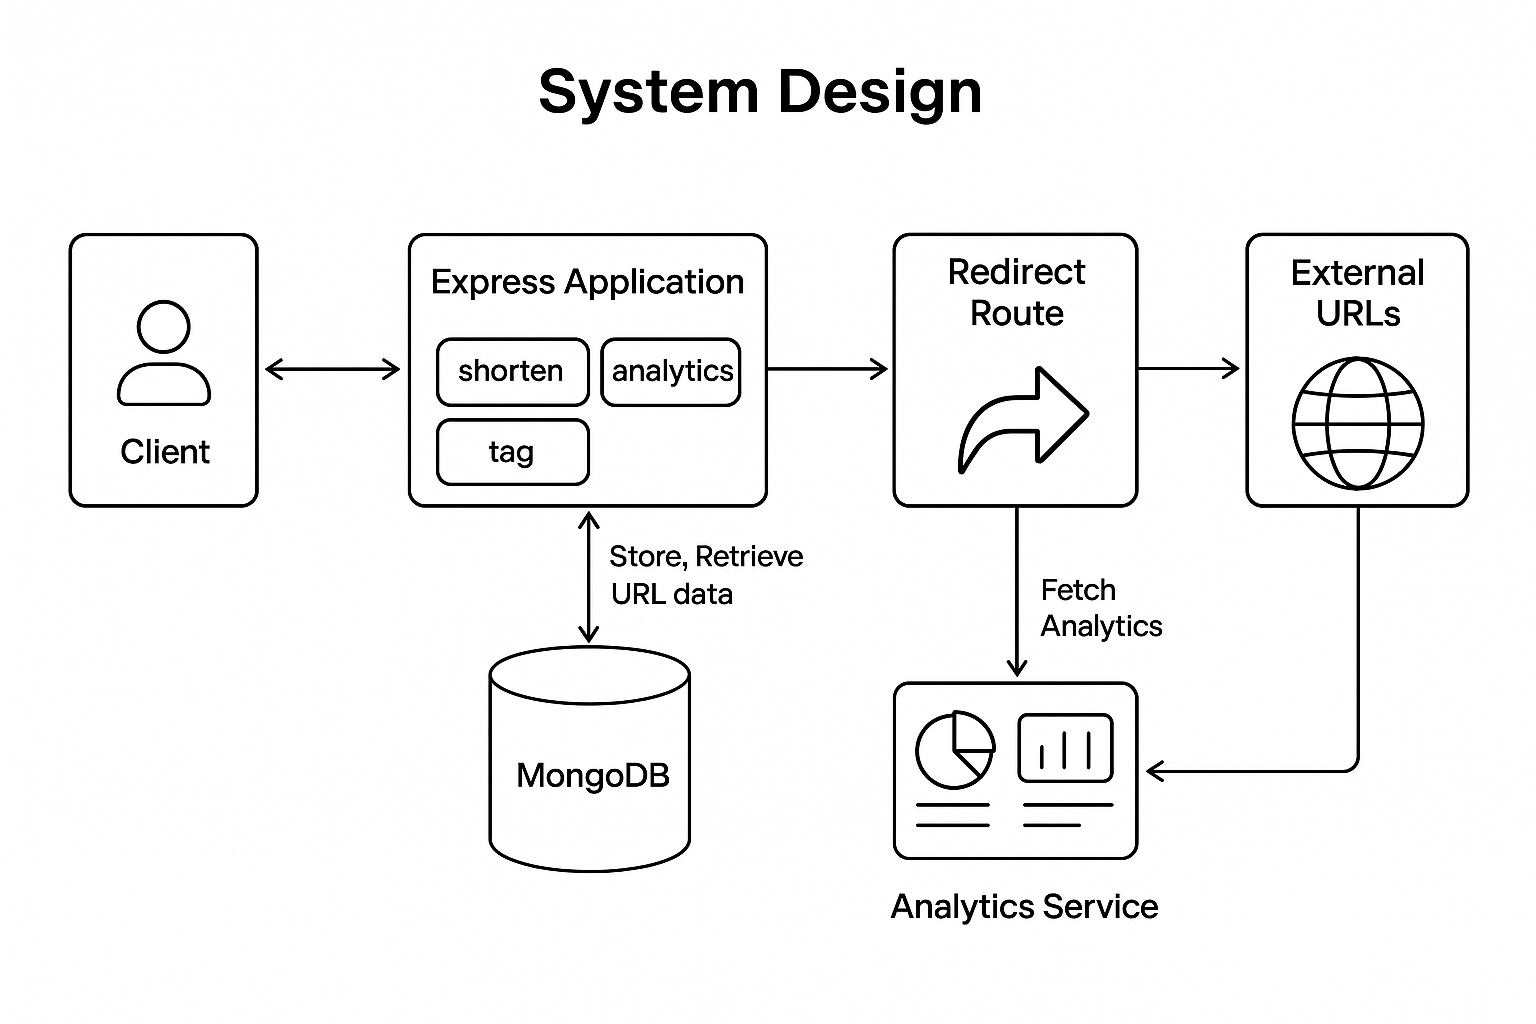 System Design
Client
Express Application
shorten
analytics
tag
Redirect
Route
External
URLs
Store, Retrieve
URL data
Fetch
Analytics
MongoDB
Analytics Service